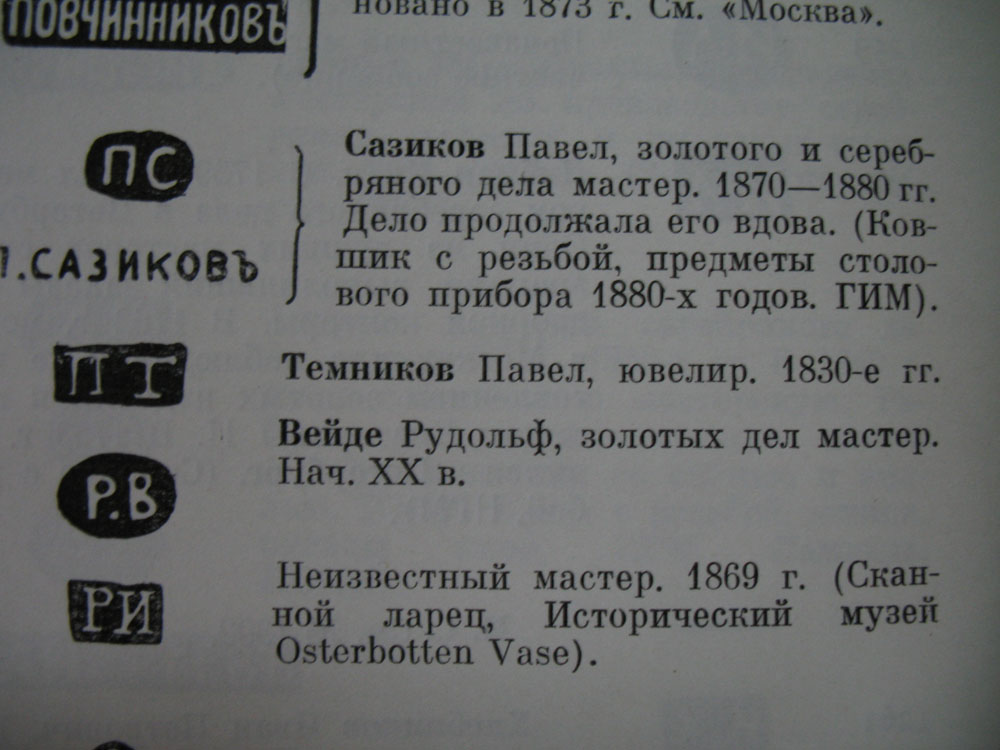 ПОВЧИННИКОВЪ
новано в 1873 г. См. «Москва».
ПС
.САЗИКОВЪ
Сазиков Павел, золотого и сереб-
ряного дела мастер. 1870—1880 гг.
Дело продолжала его вдова. (Ков-
шик с резьбой, предметы столо-
вого прибора 1880-х годов. ГИМ).
П Т
Темников Павел, ювелир. 1830-е гг.
Р.В
Вейде Рудольф, золотых дел мастер.
Нач. XX в.
РИ
Неизвестный мастер. 1869 г. (Скан-
ной ларец, Исторический музей
Osterbotten Vase).